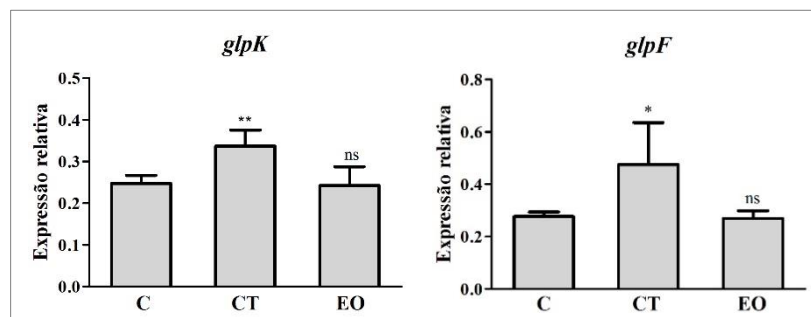 glpK
Expressão relativa
0.5
0.4
0.3
0.2
0.1
0.0
**
ns
C CT EO
glpF
Expressão relativa
0.8
0.6
0.4
0.2
0.0
*
ns
C CT EO